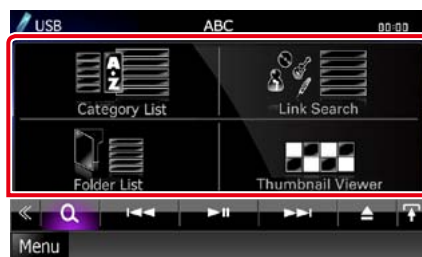 USB ABC 00:00
A-Z
Category List Link Search
Folder List Thumbnail Viewer
Menu